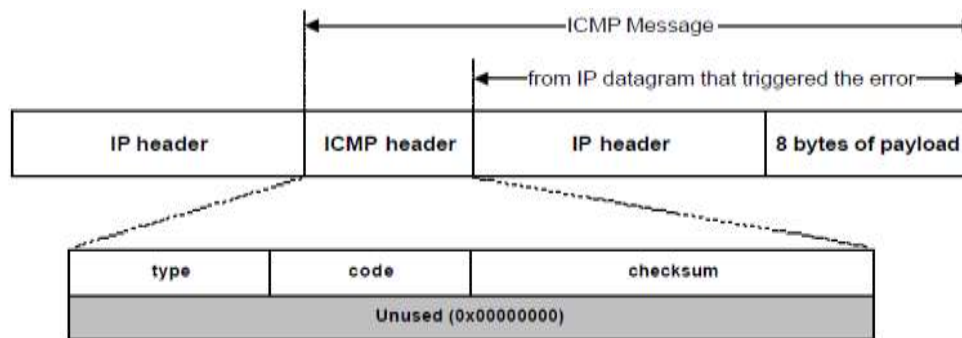 ICMP Message
from IP datagram that triggered the error
IP header
ICMP header
IP header
8 bytes of payload
type
code
checksum
Unused (0x00000000)